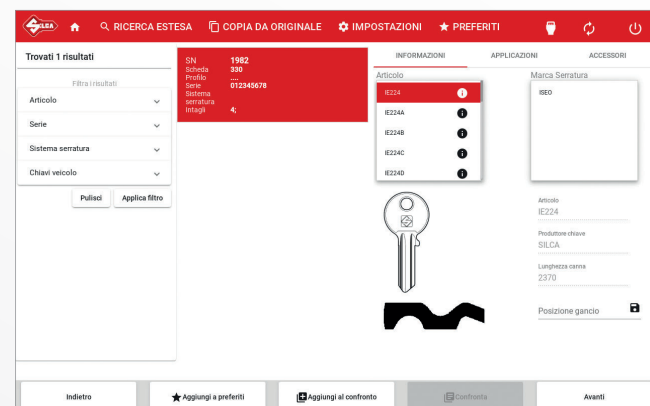 SILCA
RICERCA ESTESA
COPIA DA ORIGINALE
IMPOSTAZIONI
PREFERITI
Trovati 1 risultati
Filtra i risultati
Articolo
Serie
Sistema serratura
Chiavi veicolo
Pulisci
Applica filtro
SN 1982
Scheda 330
Profilo ....
Serie 012345678
Sistema
serratura
Intagli 4;
INFORMAZIONI
APPLICAZIONI
ACCESSORI
Articolo
IE224
IE224A
IE224B
IE224C
IE224D
Marca Serratura
ISEO
Articolo
IE224
Produttore chiave
SILCA
Lunghezza canna
2370
Posizione gancio
Indietro
Aggiungi a preferiti
Aggiungi al confronto
Confronta
Avanti